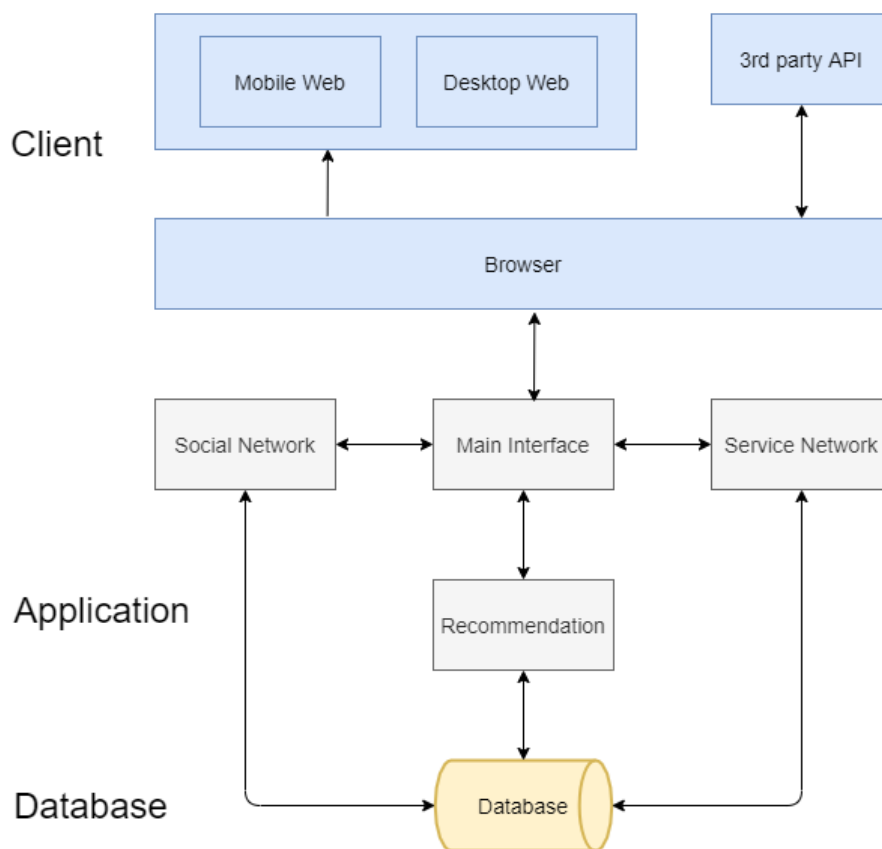 Mobile Web
Desktop Web
3rd party API
Client
Browser
Social Network
Main Interface
Service Network
Application
Recommendation
Database
Database